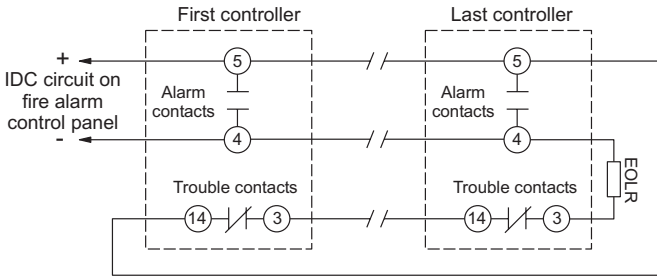 First controller
Last controller
+
IDC circuit on
fire alarm
control panel
-
5
Alarm
contacts
4
Trouble contacts
14
3
5
Alarm
contacts
4
Trouble contacts
14
3
EOLR